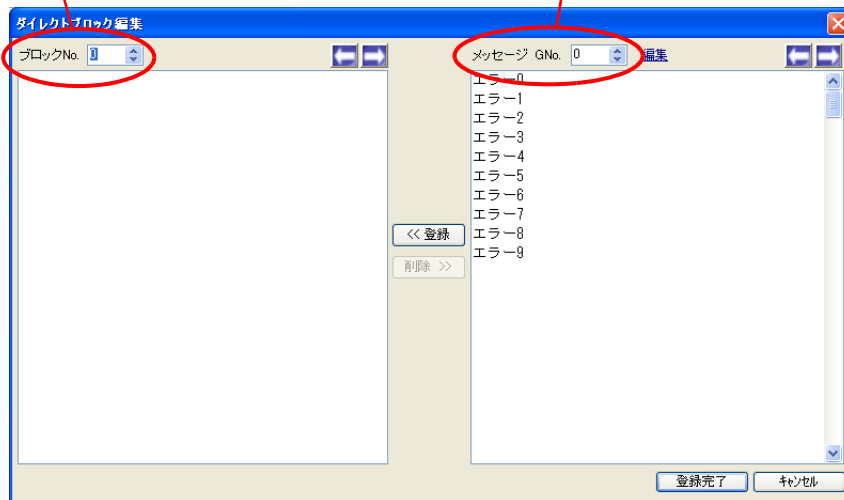 ダイレクトブロック編集
ブロックNo. 0
メッセージ GNo. 0 編集
エラー0
エラー1
エラー2
エラー3
エラー4
エラー5
エラー6
エラー7
エラー8
エラー9
<< 登録
削除 >>
登録完了 キャンセル